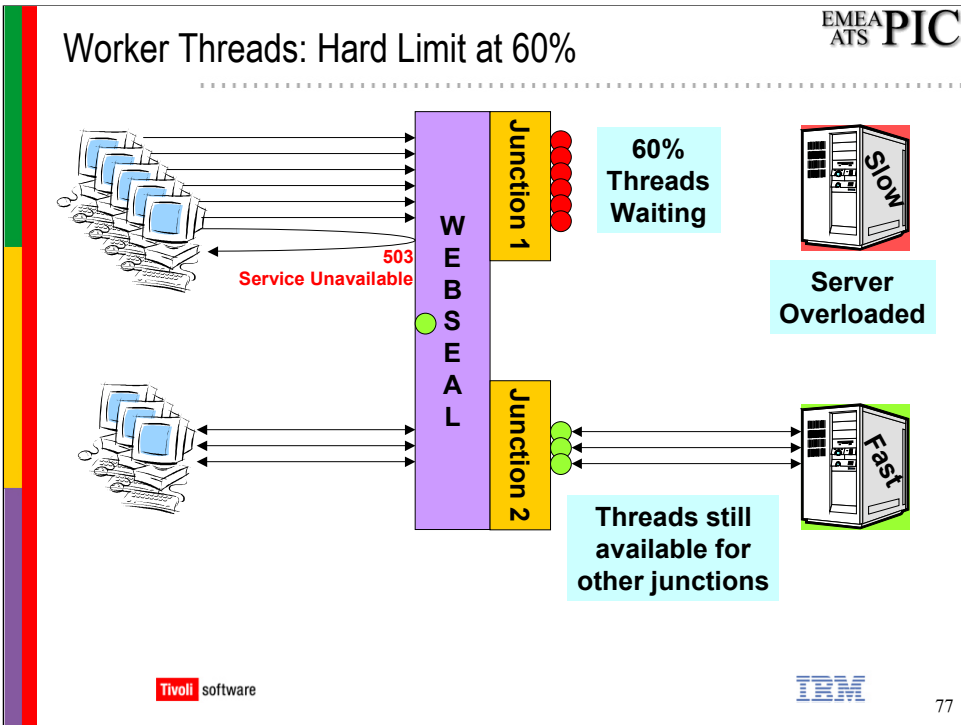 Worker Threads: Hard Limit at 60%
EMEA
ATS PIC
Junction 1
60%
Threads
Waiting
Slow
Server
Overloaded
503
Service Unavailable
WEBSEAL
Junction 2
Fast
Threads still
available for
other junctions
Tivoli software
IBM
77